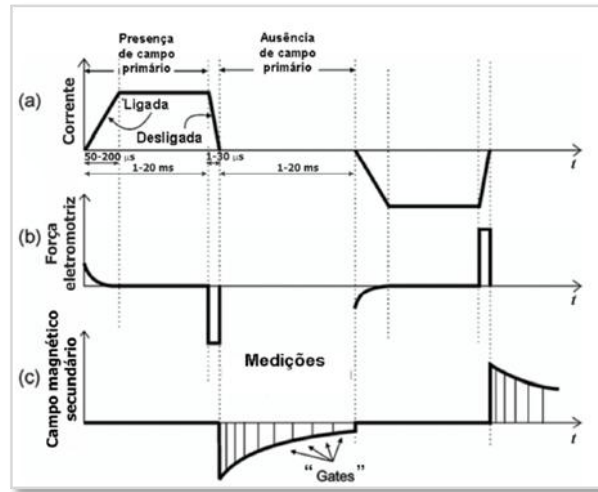 Presença
de campo
primário
Ausência
de campo
primário
(a)
Corrente
Ligada
Desligada
50-200 μs
1-30 μs
1-20 ms
1-20 ms
t
(b)
Força
eletromotriz
t
Medições
(c)
Campo magnético
secundário
“Gates”
t